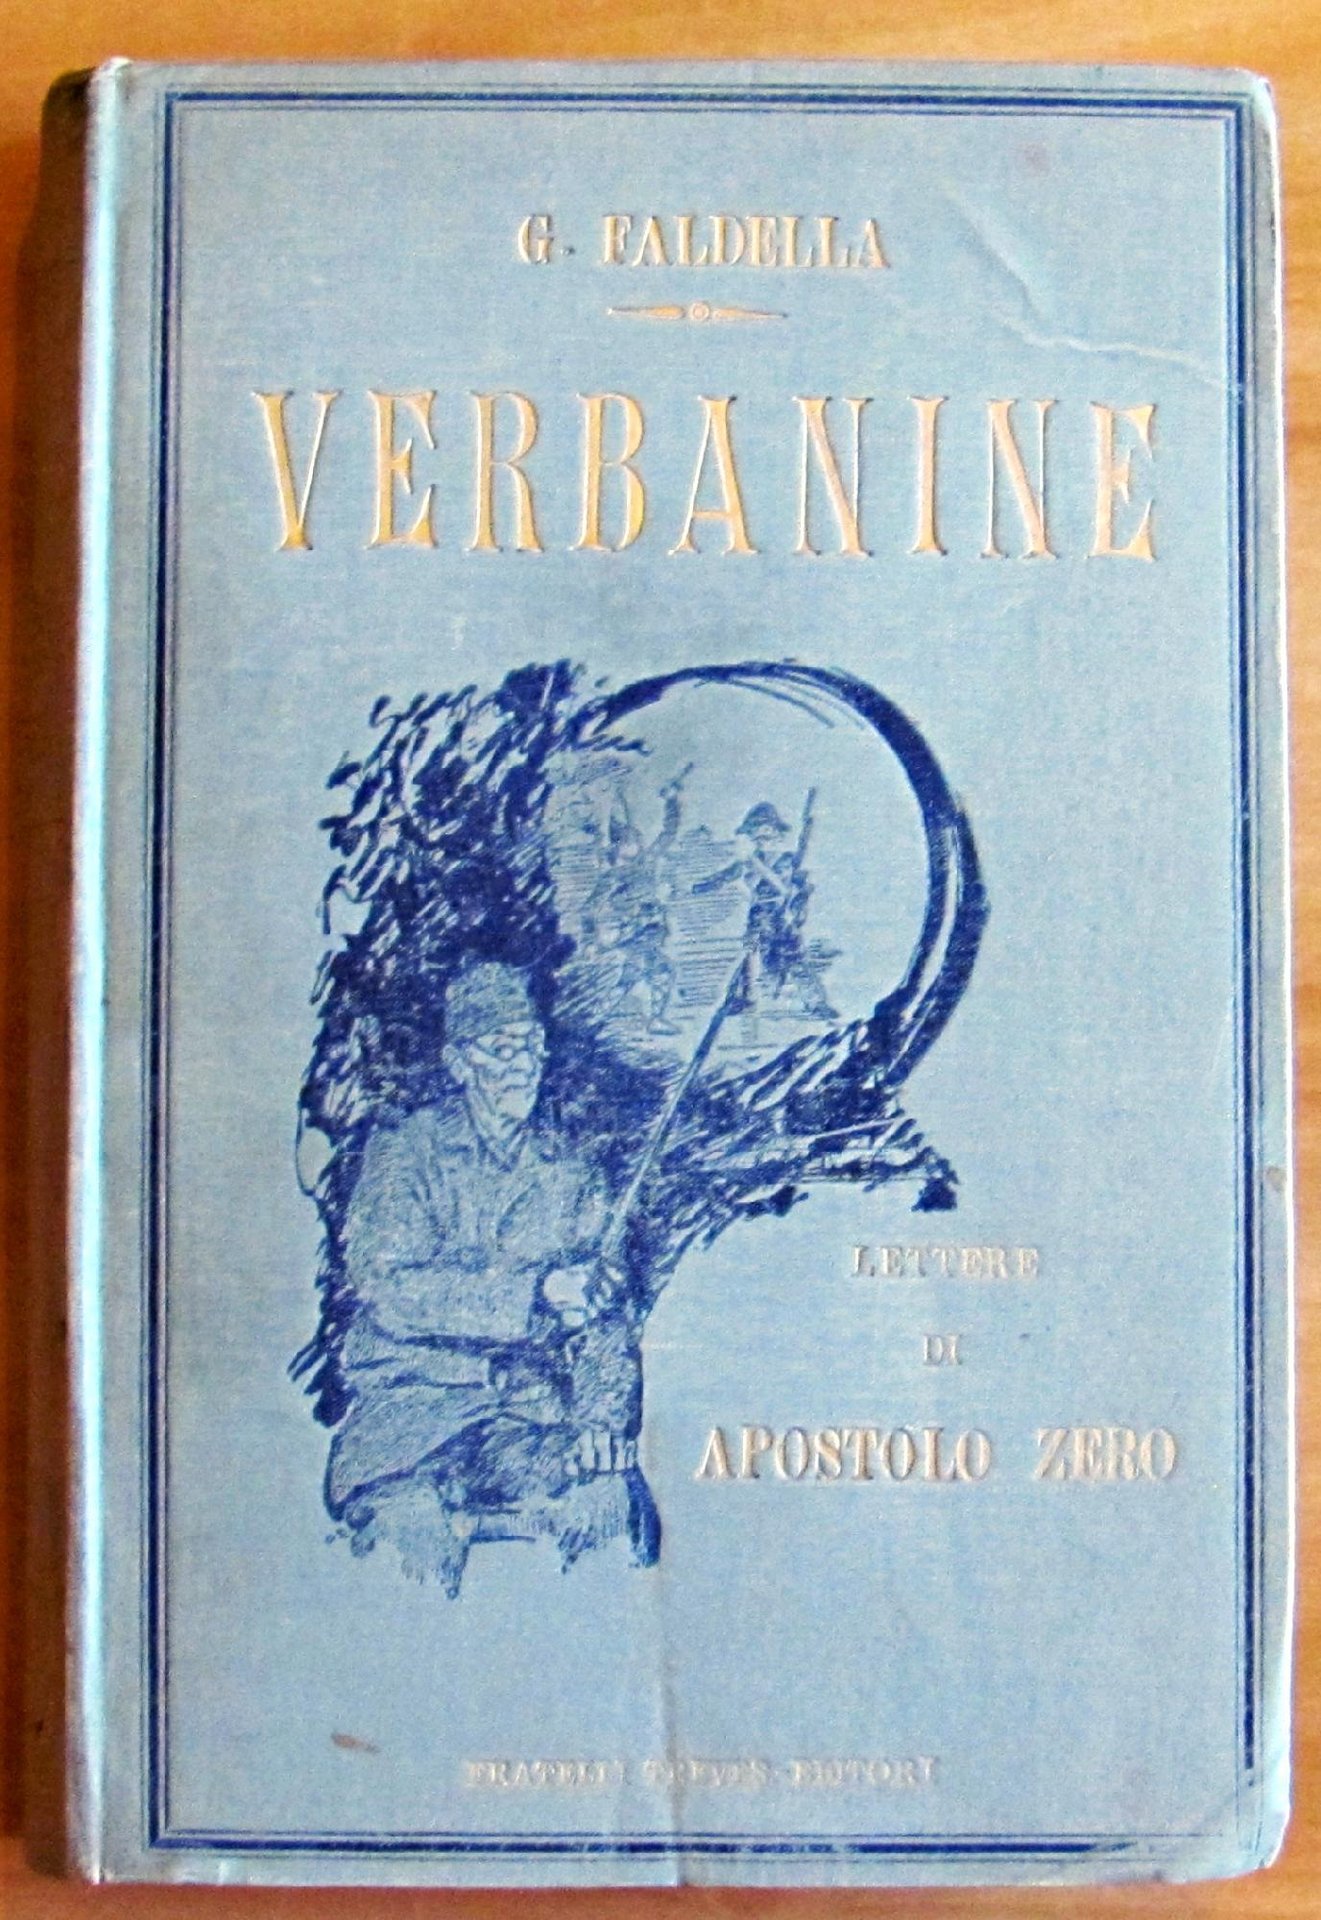 G. FALDELLA
VERBANINE
LETTERE
DI
APOSTOLO ZERO
FRATELLI TREVES. EDITORI